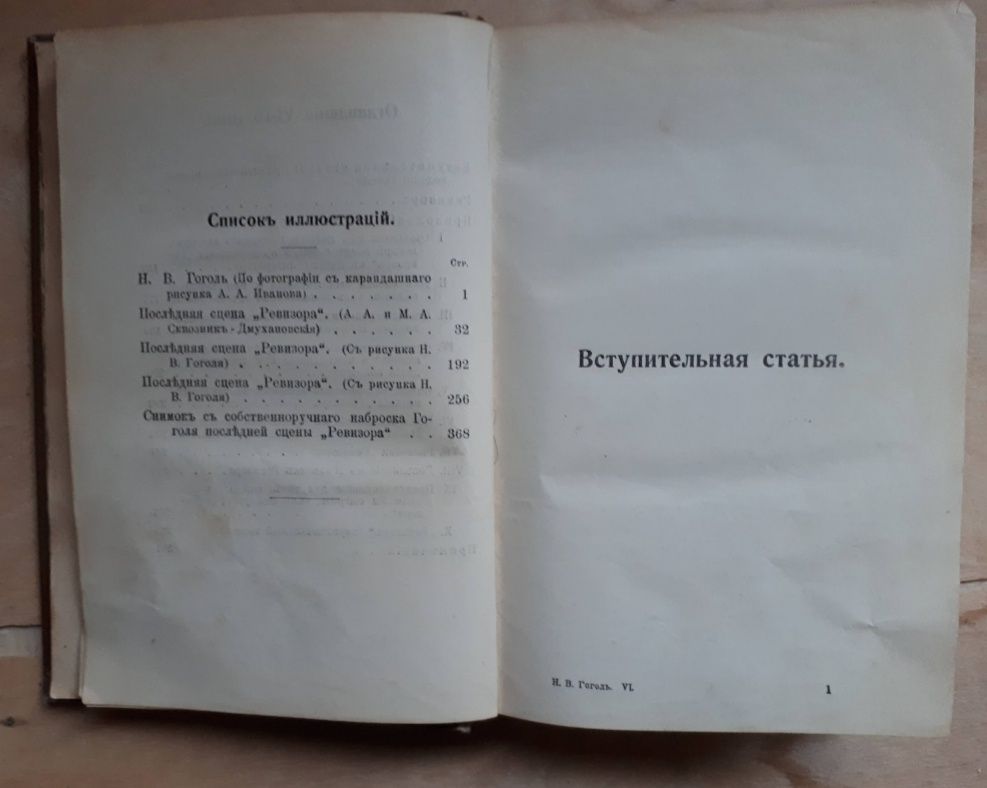 Списокъ иллюстрацій.
Стр.
Н. В. Гоголь (По фотографіи съ карандашнаго
рисунка А. А. Иванова) . . . . . . . 1
Послѣдняя сцена „Ревизора“. (А. А. и М. А.
Сквозникъ-Дмухановскія) . . . . . . 32
Послѣдняя сцена „Ревизора“. (Съ рисунка Н.
В. Гоголя) . . . . . . . . . . . 192
Послѣдняя сцена „Ревизора“. (Съ рисунка Н.
В. Гоголя) . . . . . . . . . . . 256
Снимокъ съ собственноручнаго наброска Го-
голя послѣдней сцены „Ревизора“ . . 368
Вступительная статья.
Н. В. Гоголь. VI. 1